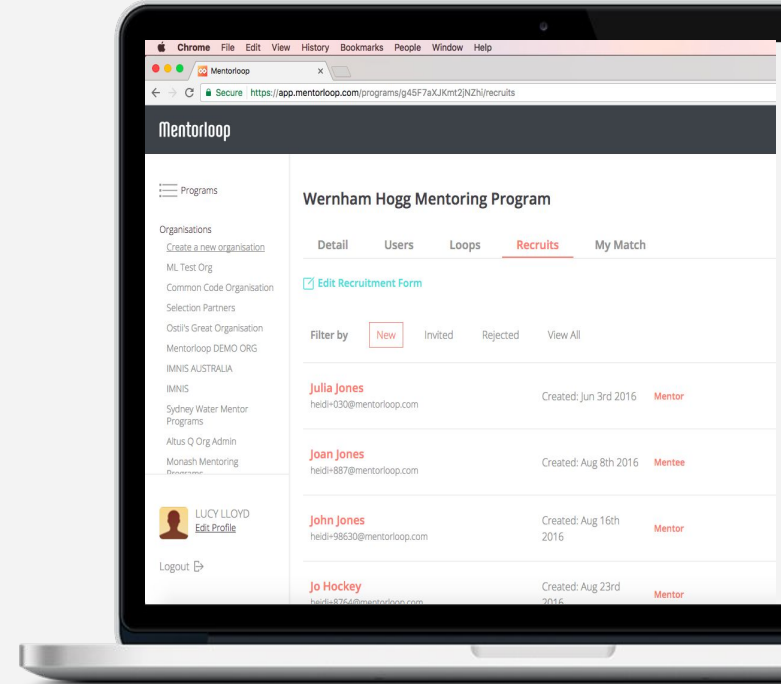 Chrome File Edit View History Bookmarks People Window Help
Mentorloop
Secure https://app.mentorloop.com/programs/g45F7aXJKmt2jNZhi/recruits
Mentorloop
Programs
Organisations
Create a new organisation
ML Test Org
Common Code Organisation
Selection Partners
Ostii's Great Organisation
Mentorloop DEMO ORG
IMNIS AUSTRALIA
IMNIS
Sydney Water Mentor
Programs
Altus Q Org Admin
Monash Mentoring
Programs
LUCY LLOYD
Edit Profile
Logout
Wernham Hogg Mentoring Program
Detail Users Loops Recruits My Match
Edit Recruitment Form
Filter by New Invited Rejected View All
Julia Jones
heidi+030@mentorloop.com
Created: Jun 3rd 2016 Mentor
Joan Jones
heidi+887@mentorloop.com
Created: Aug 8th 2016 Mentee
John Jones
heidi+98630@mentorloop.com
Created: Aug 16th
2016
Mentor
Jo Hockey
heidi+8764@mentorloop.com
Created: Aug 23rd
2016
Mentor